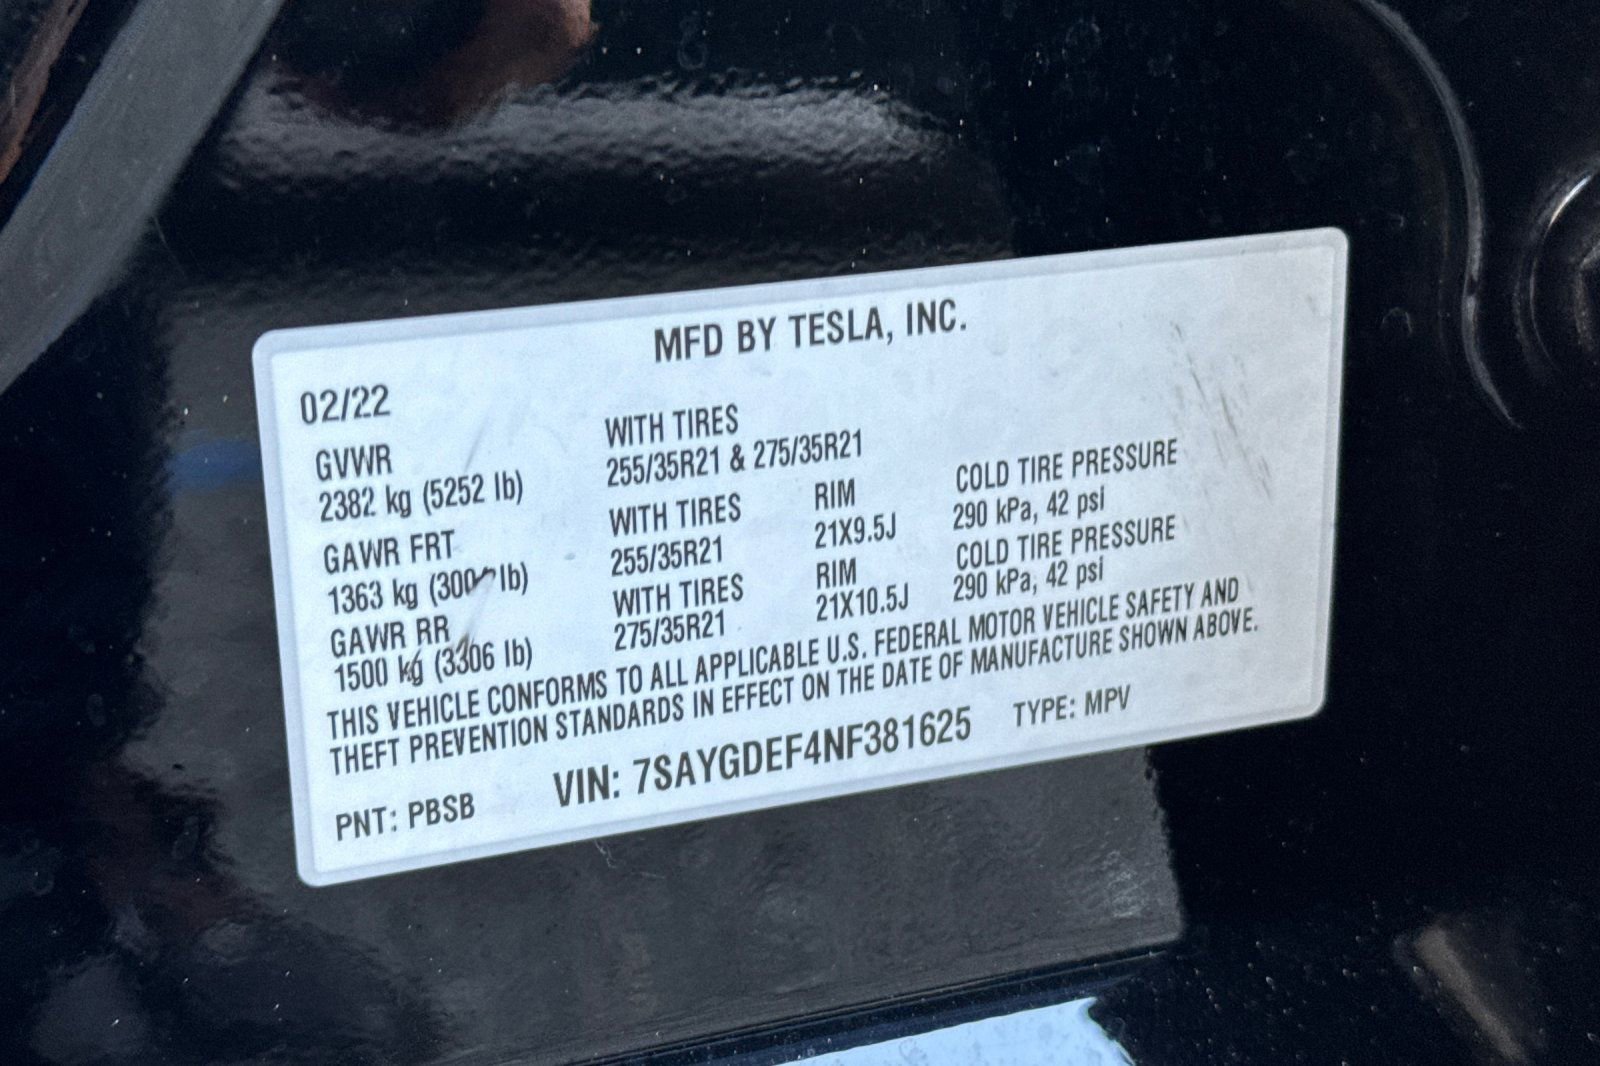 MFD BY TESLA, INC.
02/22
GVWR
2382 kg (5252 lb)
WITH TIRES
255/35R21 & 275/35R21
GAWR FRT
1363 kg lb)
WITH TIRES
255/35R21
RIM
21X9.5J
COLD TIRE PRESSURE
290 kPa, 42 psi
GAWR RR
1500 kg (3306 lb)
WITH TIRES
275/35R21
RIM
21X10.5J
COLD TIRE PRESSURE
290 kPa, 42 psi
THIS VEHICLE CONFORMS TO ALL APPLICABLE U.S. FEDERAL MOTOR VEHICLE SAFETY AND
THEFT PREVENTION STANDARDS IN EFFECT ON THE DATE OF MANUFACTURE SHOWN ABOVE.
PNT: PBSB
VIN: 7SAYGDEF4NF381625
TYPE: MPV